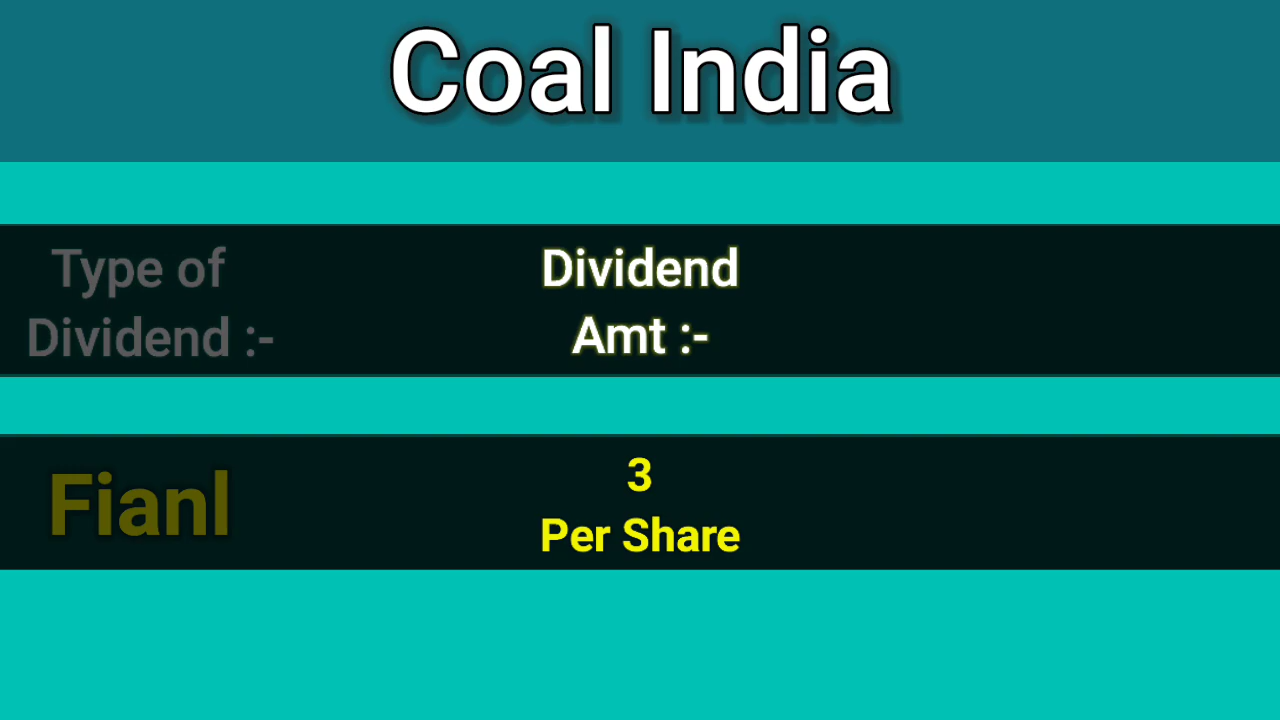 Coal India
Type of
Dividend :-
Dividend
Amt :-
Fianl
3
Per Share